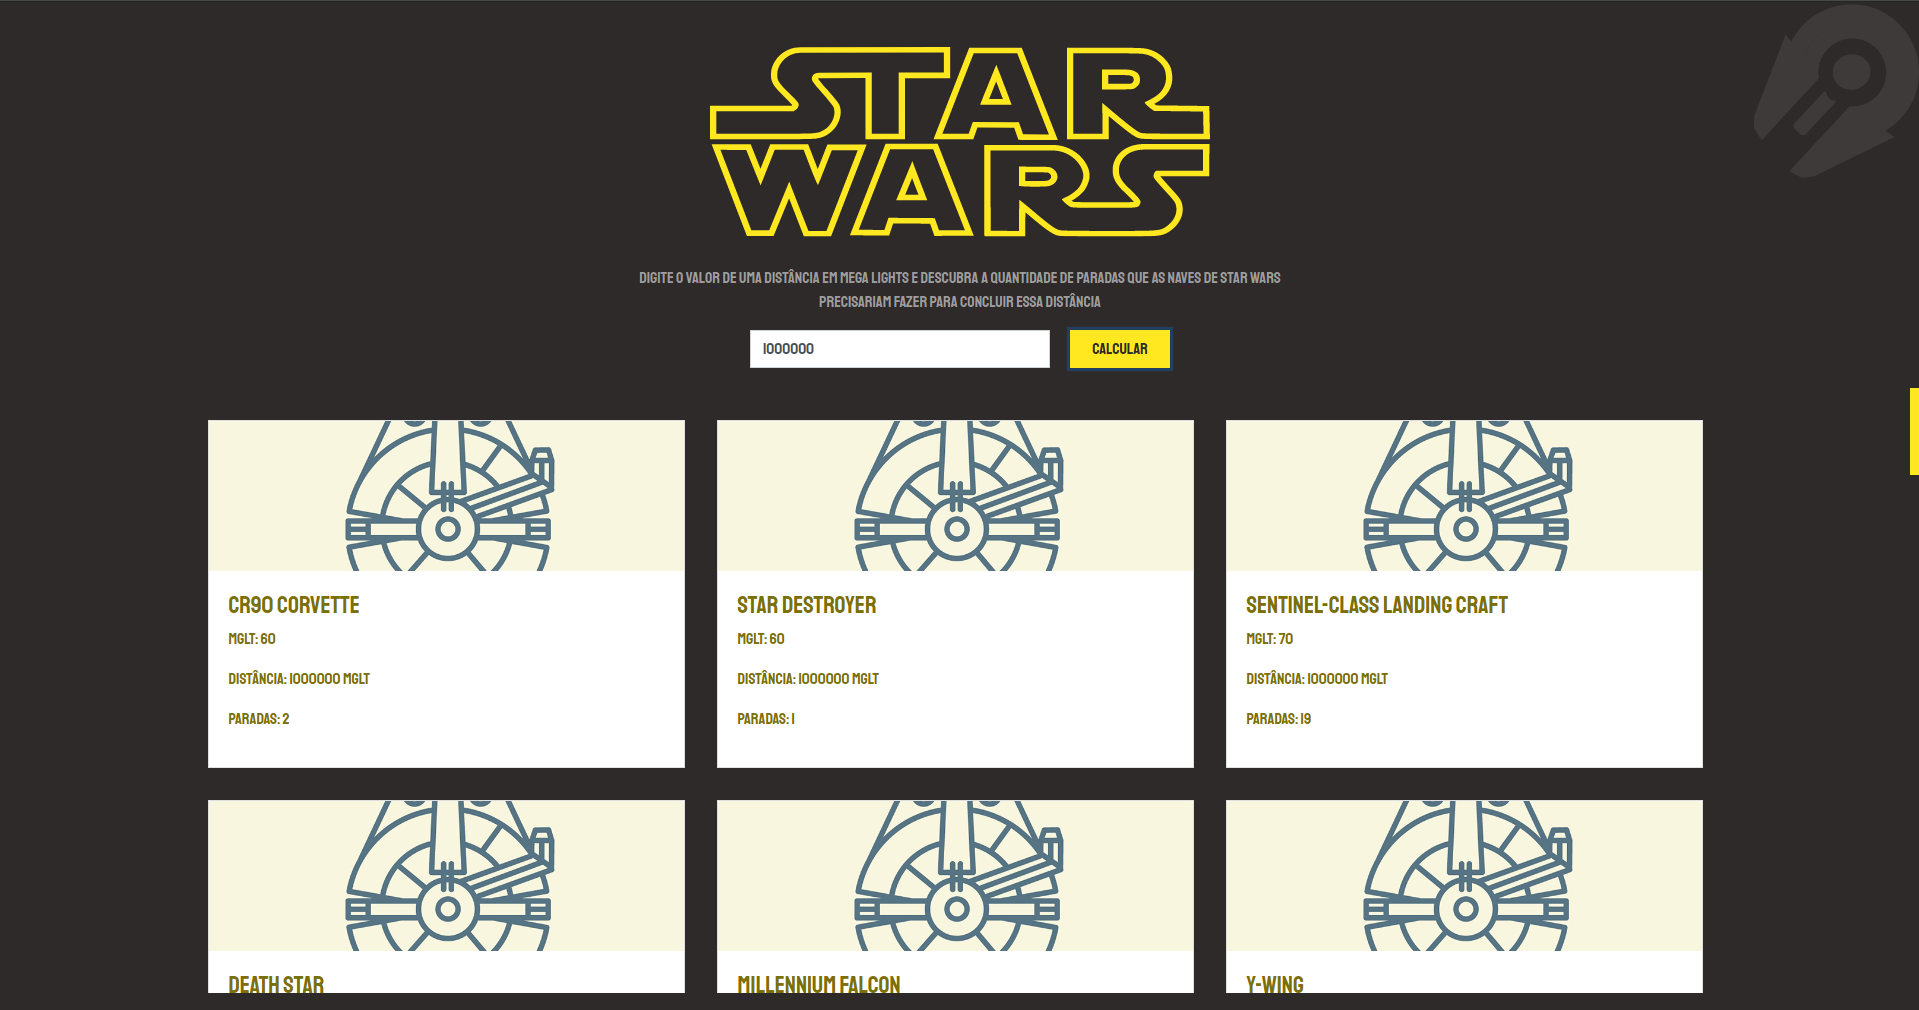 STAR
WARS
DIGITE O VALOR DE UMA DISTÂNCIA EM MEGA LIGHTS E DESCUBRA A QUANTIDADE DE PARADAS QUE AS NAVES DE STAR WARS
PRECISARIAM FAZER PARA CONCLUIR ESSA DISTÂNCIA
1000000
CALCULAR
CR90 CORVETTE
MGLT: 60
DISTÂNCIA: 1000000 MGLT
PARADAS: 2
STAR DESTROYER
MGLT: 60
DISTÂNCIA: 1000000 MGLT
PARADAS: 1
SENTINEL-CLASS LANDING CRAFT
MGLT: 70
DISTÂNCIA: 1000000 MGLT
PARADAS: 19
DEATH STAR
MILLENNIUM FALCON
Y-WING